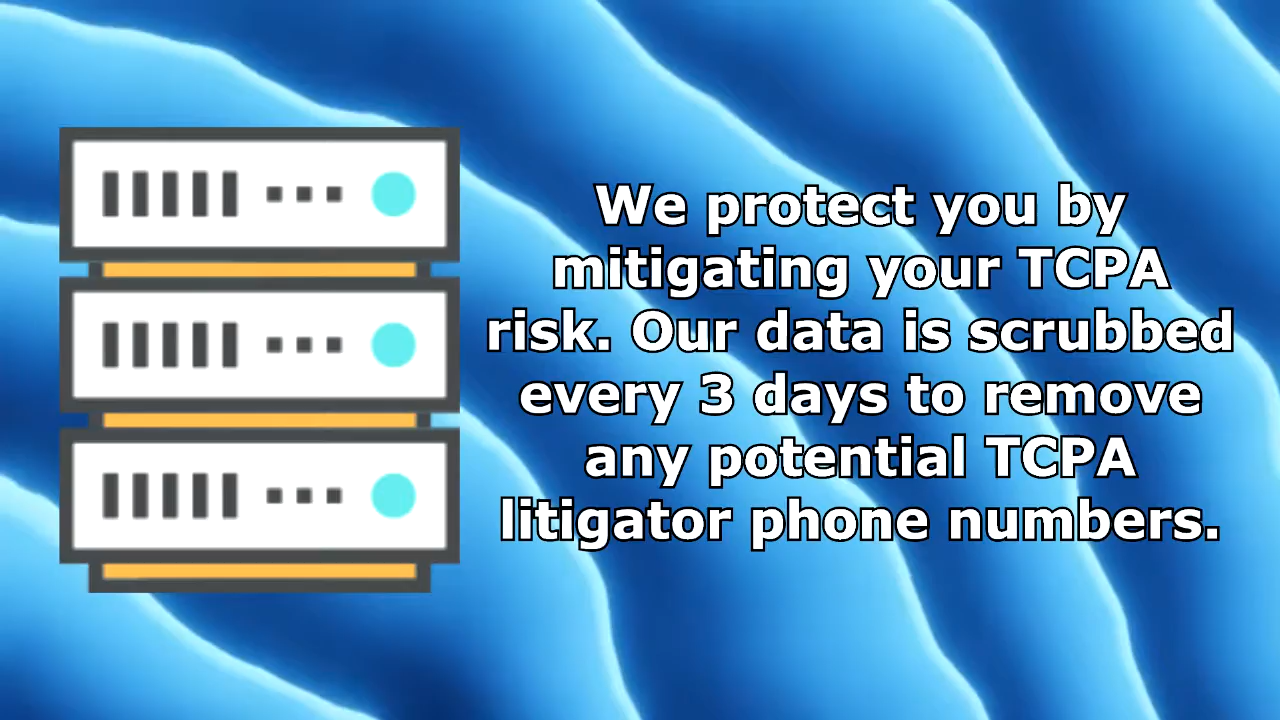 We protect you by
mitigating your TCPA
risk. Our data is scrubbed
every 3 days to remove
any potential TCPA
litigator phone numbers.